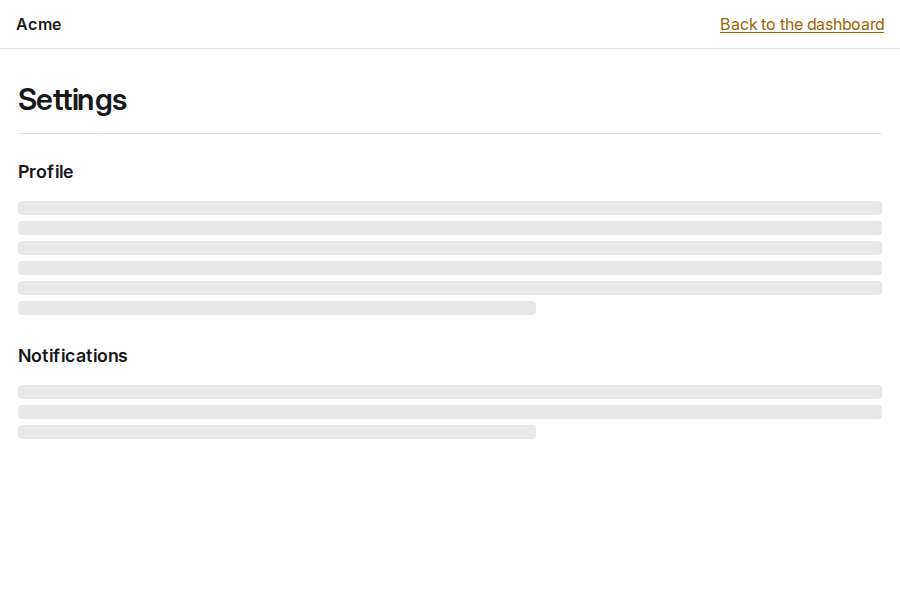 Acme
Back to the dashboard
Settings
Profile
Notifications